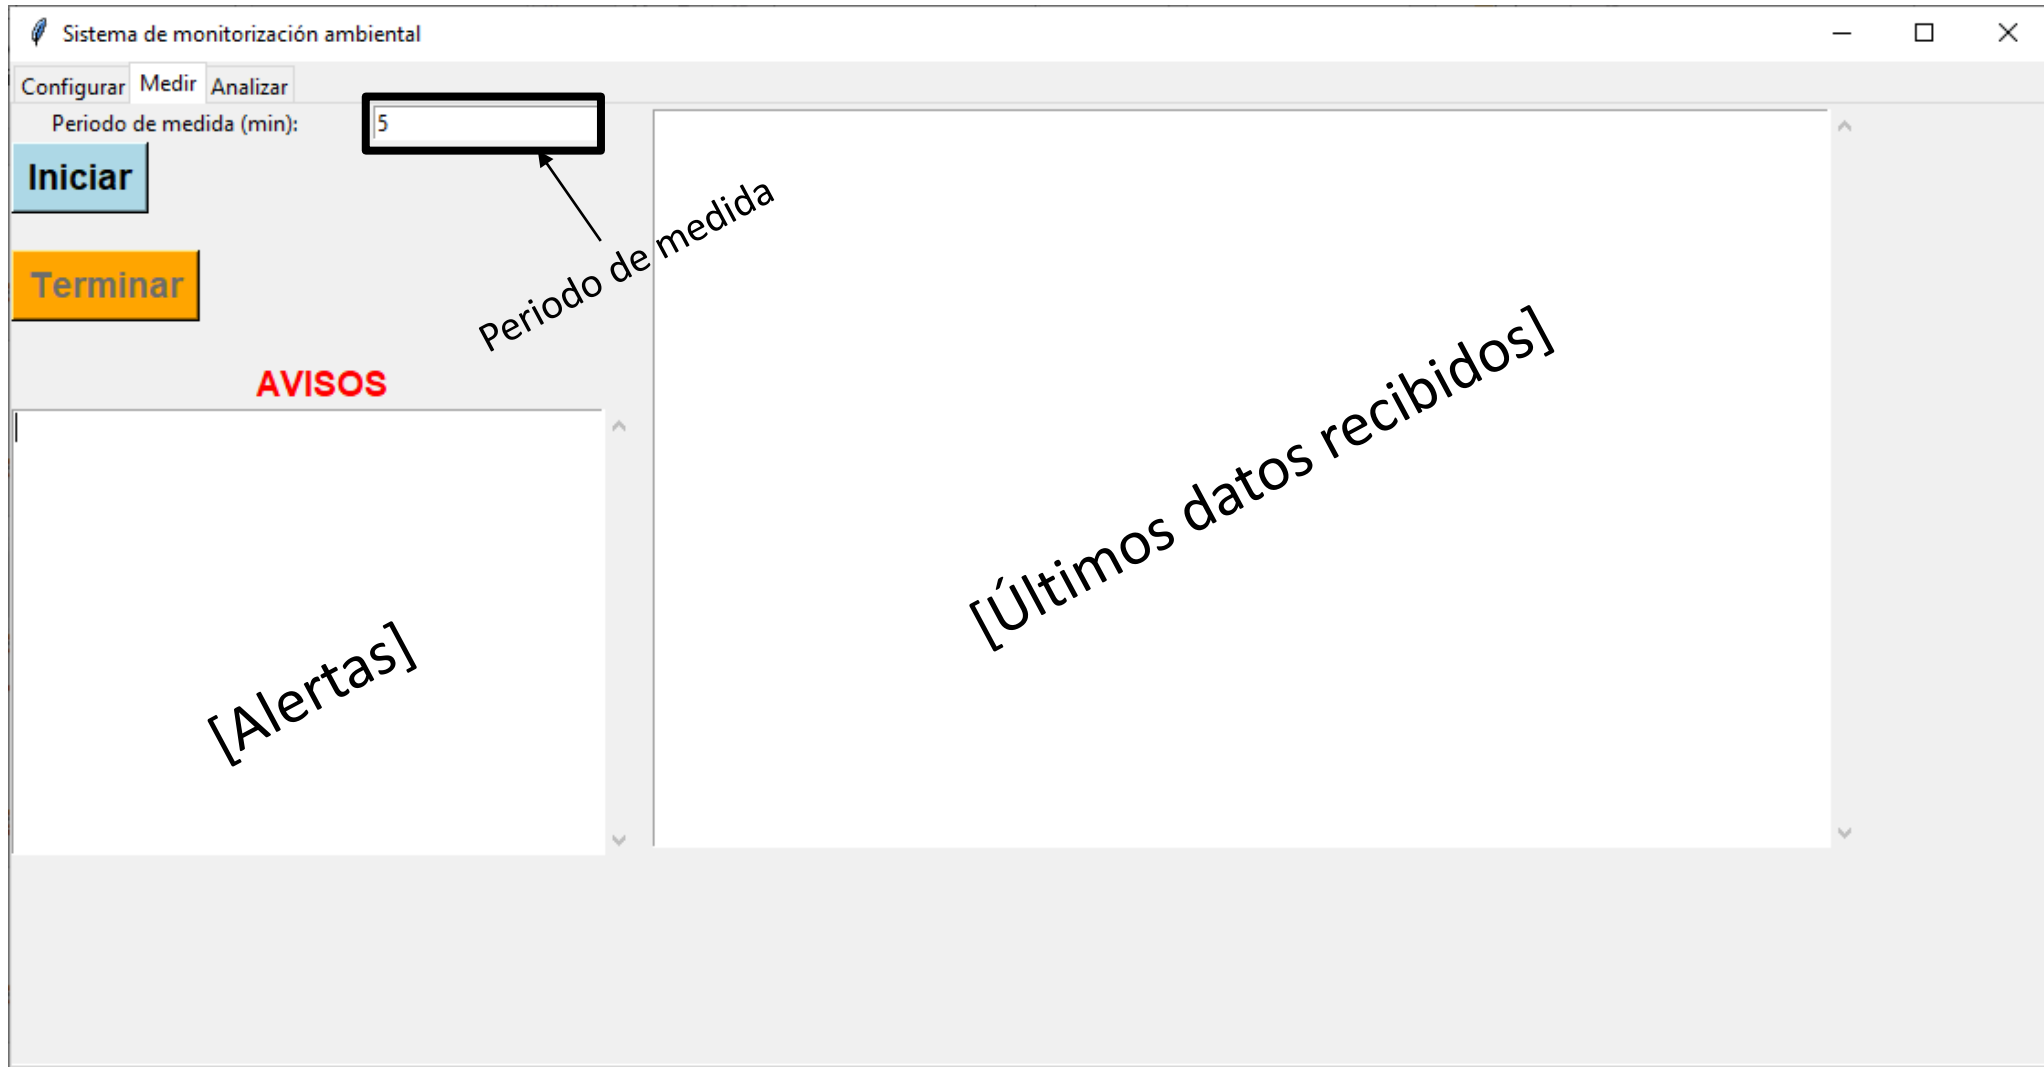 Sistema de monitorización ambiental
Configurar Medir Analizar
Periodo de medida (min): 5
Iniciar
Periodo de medida
Terminar
AVISOS
[Últimos datos recibidos]
[Alertas]